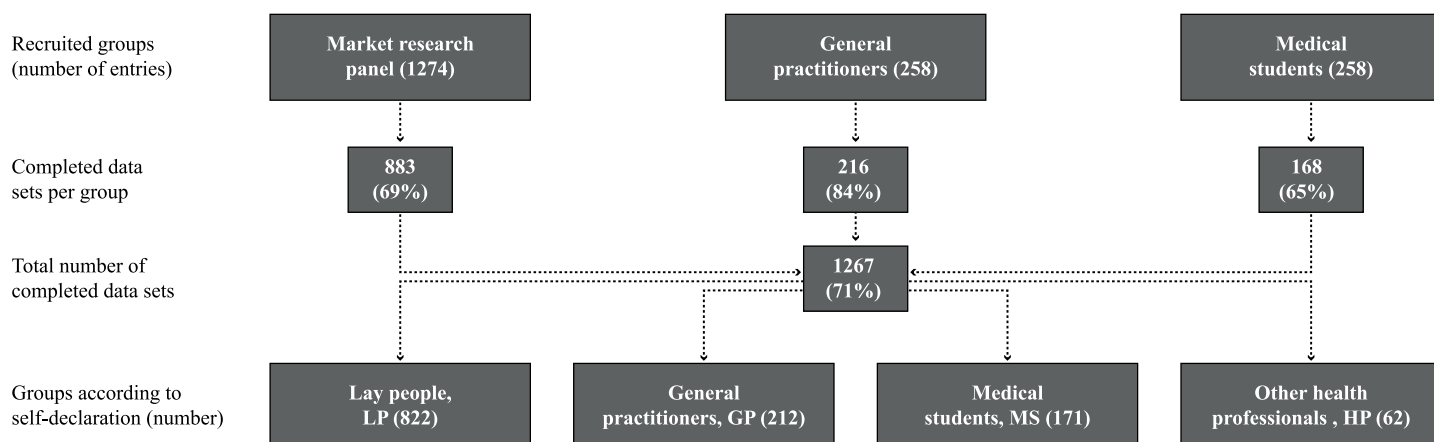 Recruited groups
(number of entries)
Market research
panel (1274)
General
practitioners (258)
Medical
students (258)
Completed data
sets per group
883
(69%)
216
(84%)
168
(65%)
Total number of
completed data sets
1267
(71%)
Groups according to
self-declaration (number)
Lay people,
LP (822)
General
practitioners, GP (212)
Medical
students, MS (171)
Other health
professionals , HP (62)